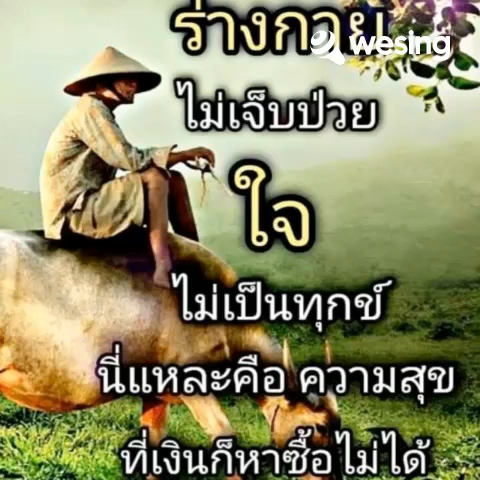 ร่างกาย
wesing
ไม่เจ็บป่วย
ใจ
ไม่เป็นทุกข์
นี่แหละคือ ความสุข
ที่เงินก็หาซื้อไม่ได้